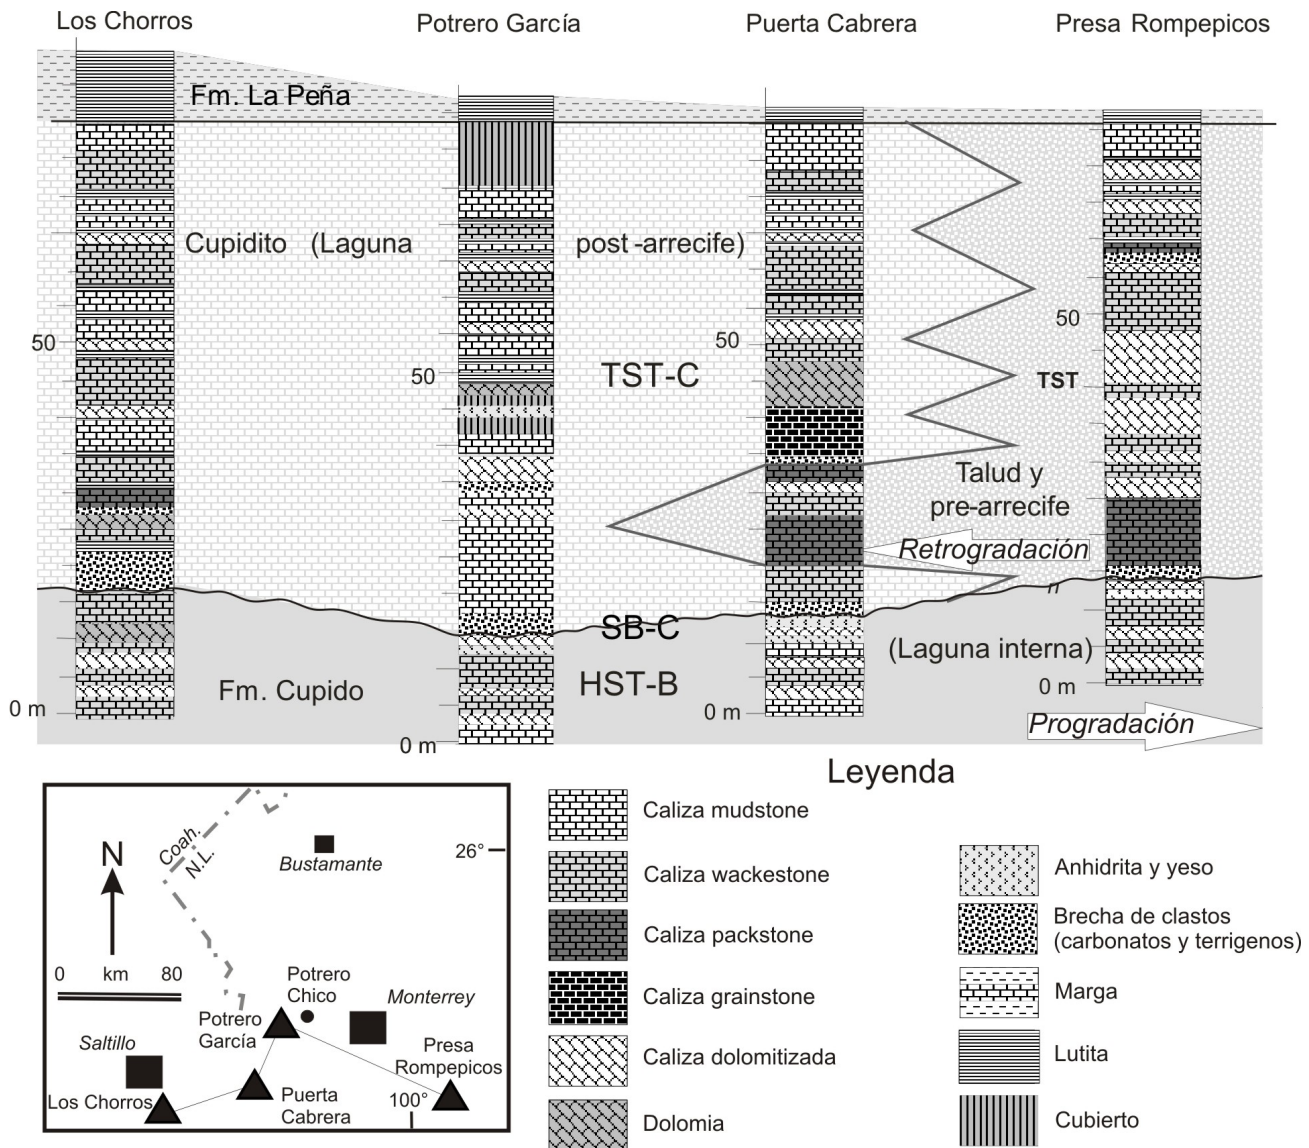 Los Chorros
Potrero García
Puerta Cabrera
Presa Rompepicos
Fm. La Peña
Cupidito (Laguna post-arrecife)
50
50
50
50
TST-C
TST
Talud y
pre-arrecife
Retrogradación
n
SB-C
HST-B
(Laguna interna)
Fm. Cupido
0 m
0 m
0 m
0 m
Progradación
Leyenda
Caliza mudstone
Caliza wackestone
Caliza packstone
Caliza grainstone
Caliza dolomitizada
Dolomia
Anhidrita y yeso
Brecha de clastos
(carbonatos y terrigenos)
Marga
Lutita
Cubierto
N
Coah.
N.L.
Bustamante
26°
0 km 80
Potrero
Chico
Monterrey
Potrero
García
Saltillo
Presa
Rompepicos
Los Chorros
Puerta
Cabrera
100°